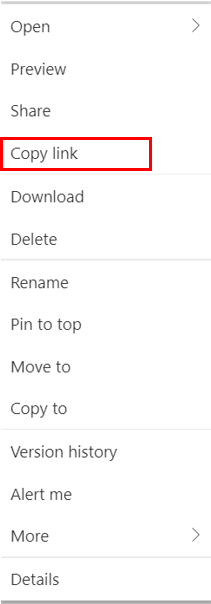 Open
Preview
Share
Copy link
Download
Delete
Rename
Pin to top
Move to
Copy to
Version history
Alert me
More
Details